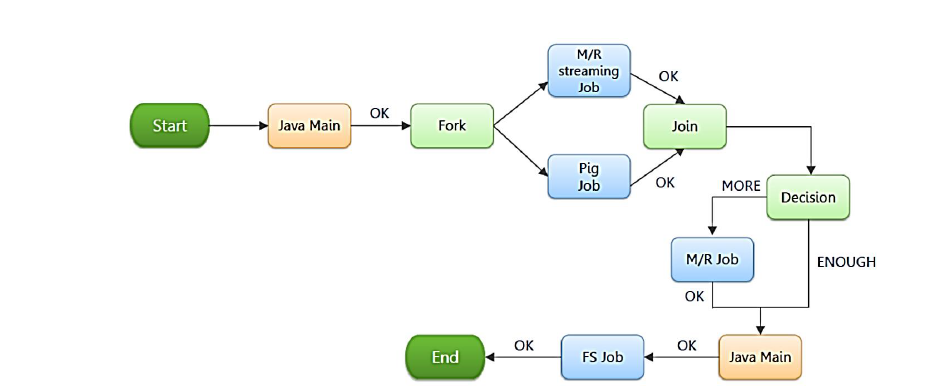 M/R
streaming
Job
OK
Start
Java Main
OK
Fork
Join
Pig
Job
OK
MORE
Decision
M/R Job
ENOUGH
OK
End
OK
FS Job
OK
Java Main